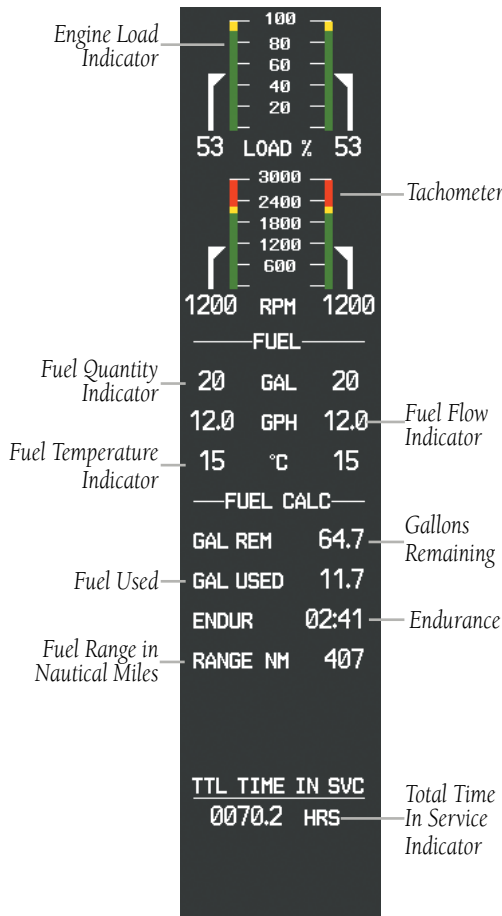 Engine Load
Indicator
100
80
60
40
20
53 LOAD % 53
3000
2400
1800
1200
600
Tachometer
1200 RPM 1200
FUEL
Fuel Quantity
Indicator
20 GAL 20
12.0 GPH 12.0
Fuel Flow
Indicator
Fuel Temperature
Indicator
15 °C 15
FUEL CALC
GAL REM 64.7
Gallons
Remaining
Fuel Used
GAL USED 11.7
ENDUR 02:41
Endurance
Fuel Range in
Nautical Miles
RANGE NM 407
TTL TIME IN SVC
0070.2 HRS
Total Time
In Service
Indicator